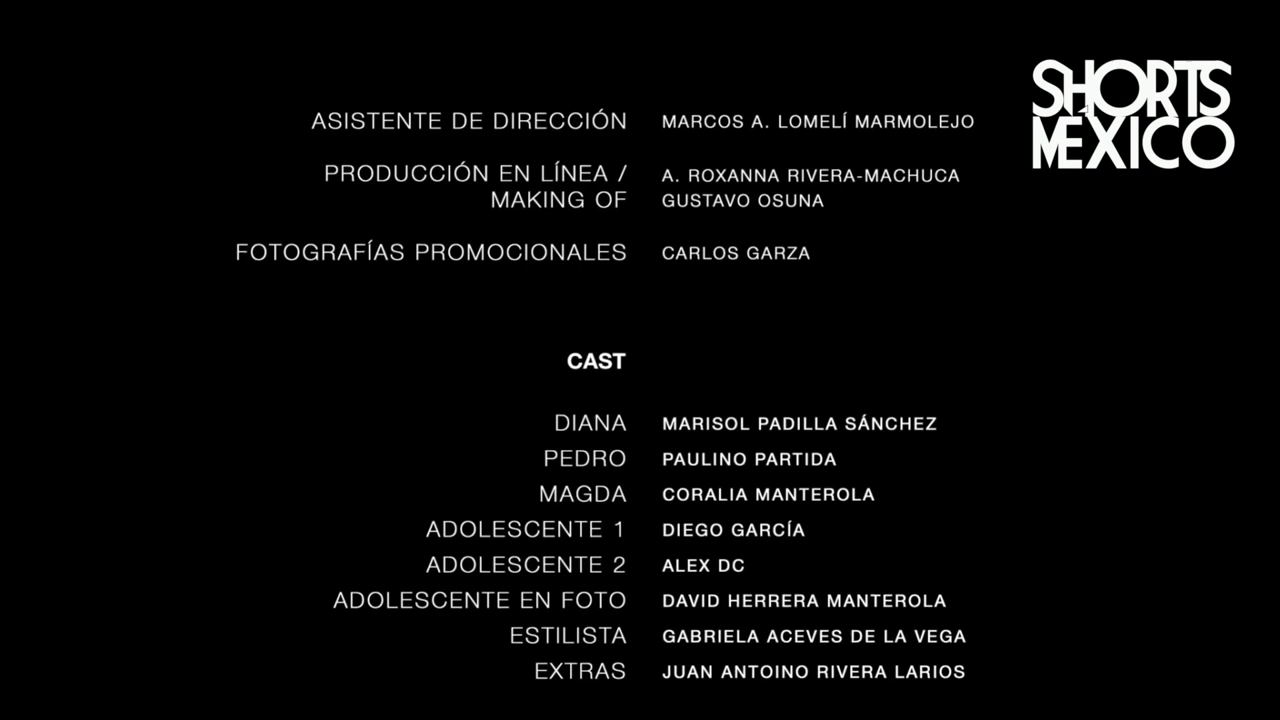 SHORTS
MÉXICO
ASISTENTE DE DIRECCIÓN MARCOS A. LOMELÍ MARMOLEJO
PRODUCCIÓN EN LÍNEA / A. ROXANNA RIVERA-MACHUCA
MAKING OF GUSTAVO OSUNA
FOTOGRAFÍAS PROMOCIONALES CARLOS GARZA
CAST
DIANA MARISOL PADILLA SÁNCHEZ
PEDRO PAULINO PARTIDA
MAGDA CORALIA MANTEROLA
ADOLESCENTE 1 DIEGO GARCÍA
ADOLESCENTE 2 ALEX DC
ADOLESCENTE EN FOTO DAVID HERRERA MANTEROLA
ESTILISTA GABRIELA ACEVES DE LA VEGA
EXTRAS JUAN ANTOINO RIVERA LARIOS